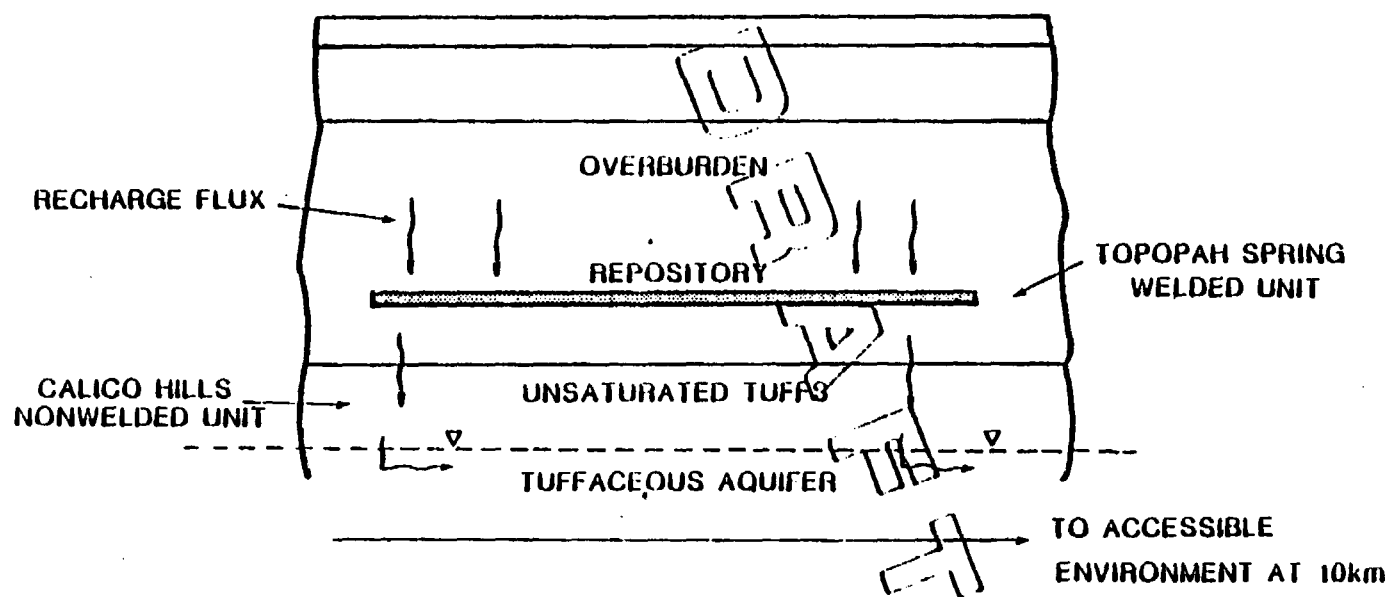 OVERBURDEN
RECHARGE FLUX
REPOSITORY
TOPOPAH SPRING
WELDED UNIT
CALICO HILLS
NONWELDED UNIT
UNSATURATED TUFFS
TUFFACEOUS AQUIFER
TO ACCESSIBLE
ENVIRONMENT AT 10km
DRAFT